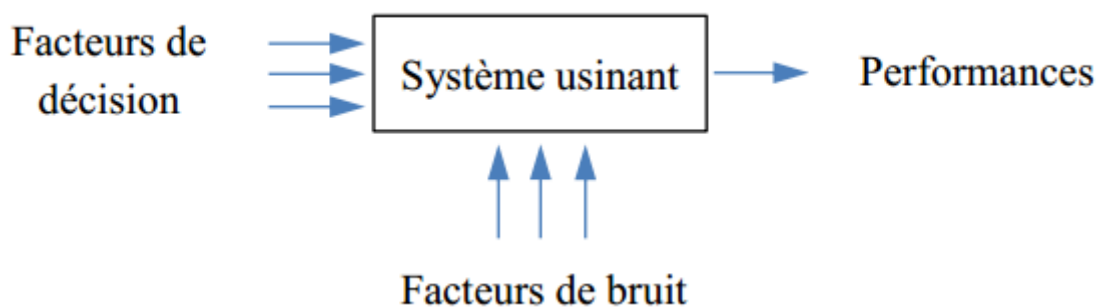 Facteurs de
décision
Système usinant
Performances
Facteurs de bruit